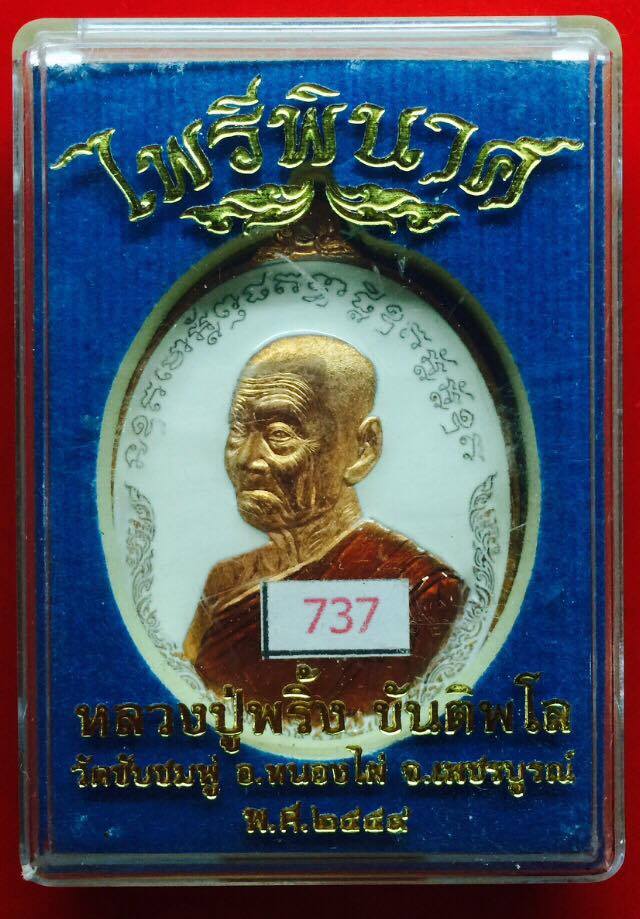 ไพรีพินาศ
737
หลวงปู่พริ้ง ขันติพโล
วัดซับชมพู่ อ.หนองไผ่ จ.เพชรบูรณ์
พ.ศ.๒๕๕๙